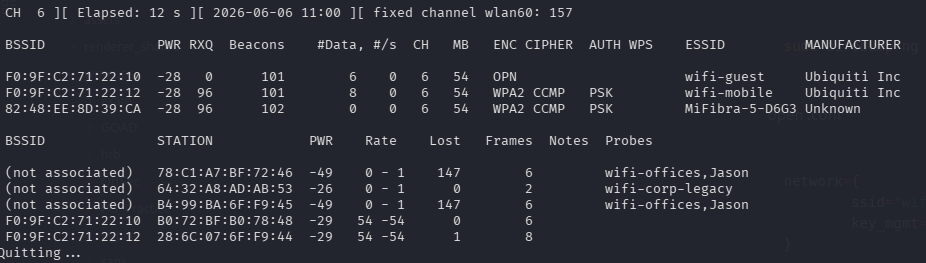 CH  6 ][ Elapsed: 12 s ][ 2026-06-06 11:00 ][ fixed channel wlan60: 157
BSSID              PWR RXQ  Beacons    #Data, #/s  CH   MB   ENC CIPHER  AUTH WPS    ESSID          MANUFACTURER
F0:9F:C2:71:22:10  -28   0      101        6    0   6   54   OPN                     wifi-guest     Ubiquiti Inc
F0:9F:C2:71:22:12  -28  96      101        8    0   6   54   WPA2 CCMP   PSK         wifi-mobile    Ubiquiti Inc
82:48:EE:8D:39:CA  -28  96      102        0    0   6   54   WPA2 CCMP   PSK         MiFibra-5-D6G3 Unknown
BSSID              STATION            PWR    Rate    Lost   Frames  Notes  Probes
(not associated)   78:C1:A7:BF:72:46  -49    0 - 1    147        6         wifi-offices,Jason
(not associated)   64:32:A8:AD:AB:53  -26    0 - 1      0        2         wifi-corp-legacy
(not associated)   B4:99:BA:6F:F9:45  -49    0 - 1    147        6         wifi-offices,Jason
F0:9F:C2:71:22:10  B0:72:BF:B0:78:48  -29   54 -54      0        6
F0:9F:C2:71:22:12  28:6C:07:6F:F9:44  -29   54 -54      1        8
Quitting...